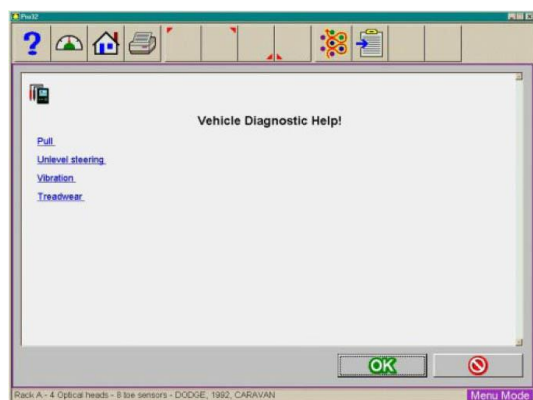 Pro32
?
Vehicle Diagnostic Help!
Pull
Unlevel steering
Vibration
Treadwear
OK
Rack A - 4 Optical heads - 8 toe sensors - DODGE, 1992, CARAVAN
Menu Mode